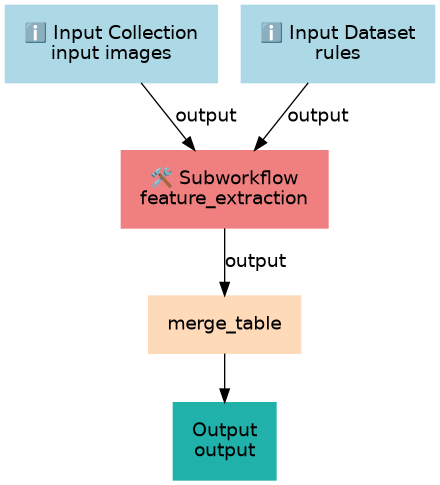 ℹ️ Input Collection
input images
ℹ️ Input Dataset
rules
output
output
🛠️ Subworkflow
feature_extraction
output
merge_table
Output
output